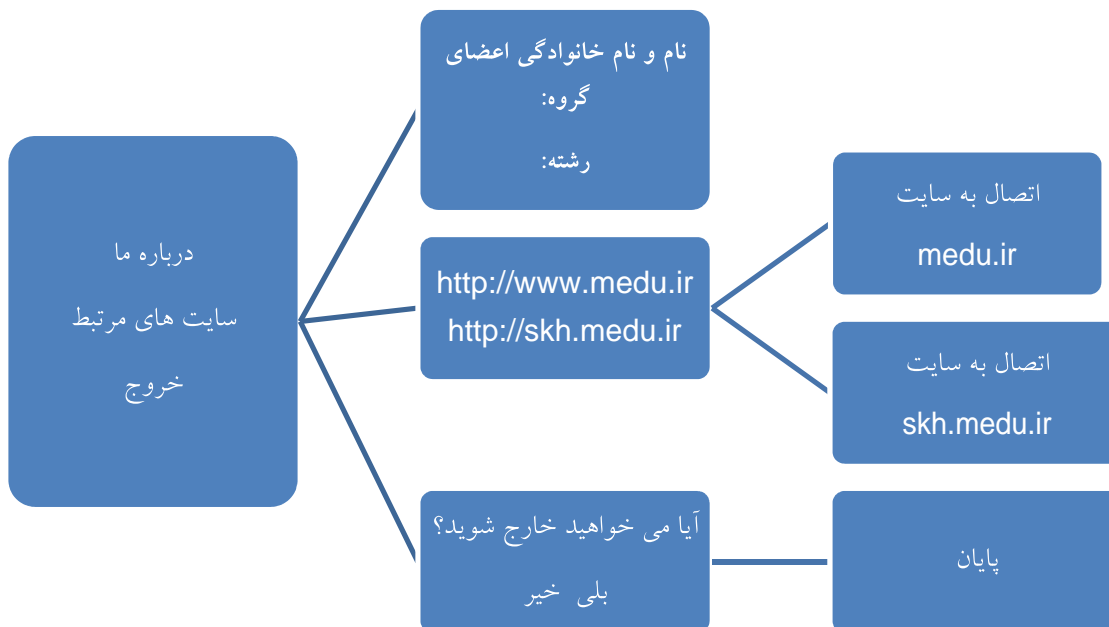 درباره ما
سایت های مرتبط
خروج
نام و نام خانوادگی اعضای
گروه:
رشته:
http://www.medu.ir
http://skh.medu.ir
اتصال به سایت
medu.ir
اتصال به سایت
skh.medu.ir
آیا می خواهید خارج شوید؟
بلی خیر
پایان